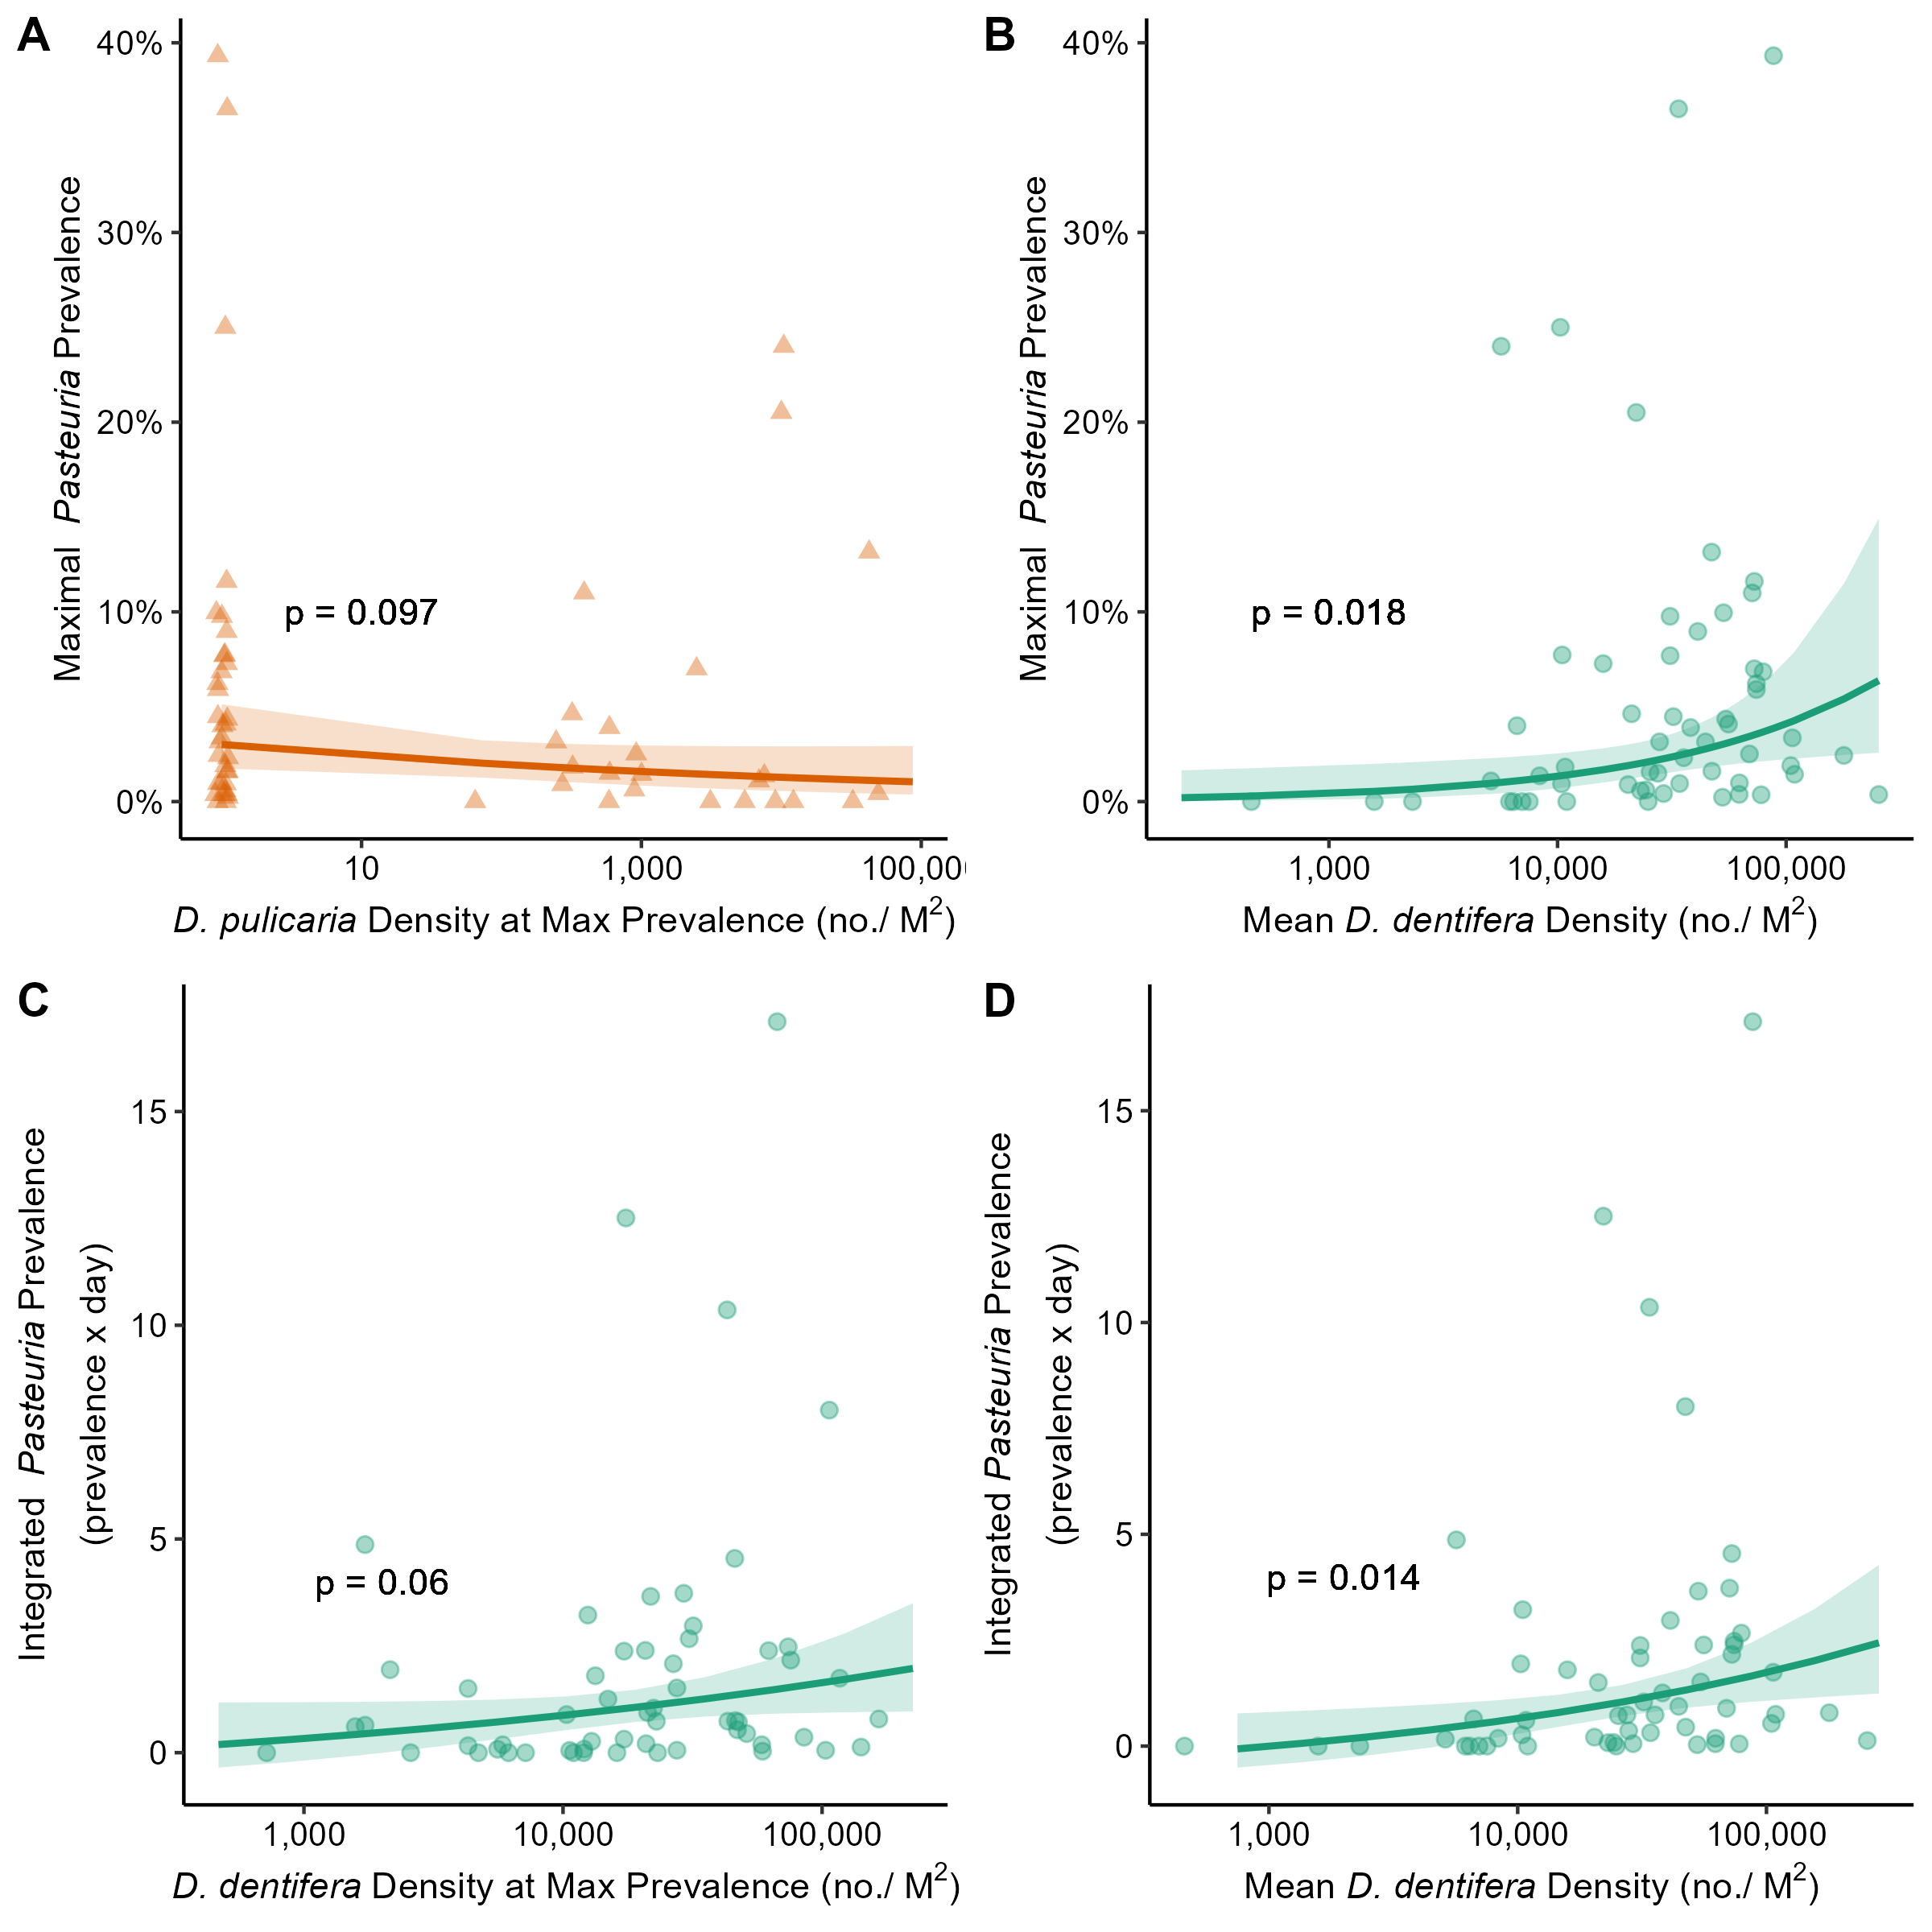 A
40%
30%
20%
10%
0%
Maximal Pasteuria Prevalence
p = 0.097
10
1,000
100,00
D. pulicaria Density at Max Prevalence (no./ M²)
B
40%
30%
20%
10%
0%
Maximal Pasteuria Prevalence
p = 0.018
1,000
10,000
100,000
Mean D. dentifera Density (no./ M²)
C
15
10
5
0
Integrated Pasteuria Prevalence
(prevalence x day)
p = 0.06
1,000
10,000
100,000
D. dentifera Density at Max Prevalence (no./ M²)
D
15
10
5
0
Integrated Pasteuria Prevalence
(prevalence x day)
p = 0.014
1,000
10,000
100,000
Mean D. dentifera Density (no./ M²)